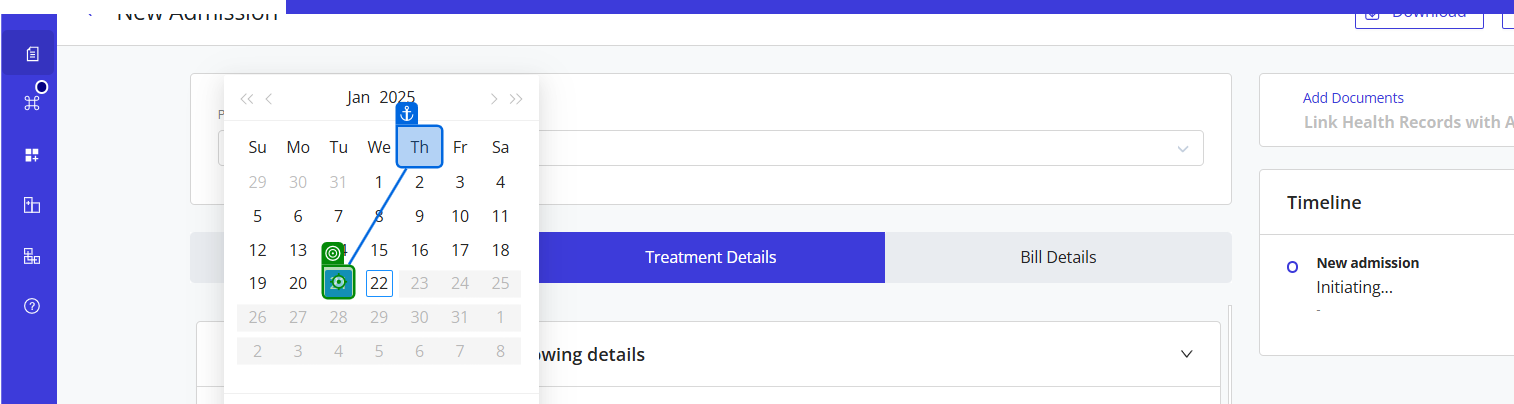 New Admission
Download
Jan 2025
Add Documents
Link Health Records with A
P
Su Mo Tu We Th Fr Sa
29 30 31 1 2 3 4
5 6 7 8 9 10 11
12 13 14 15 16 17 18
19 20 22 23 24 25
26 27 28 29 30 31 1
2 3 4 5 6 7 8
Treatment Details
Bill Details
owing details
Timeline
New admission
Initiating...
-